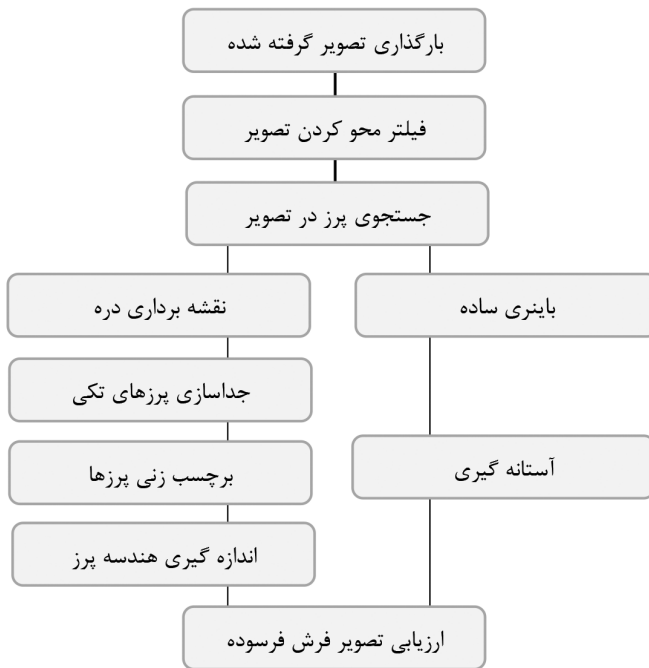 بارگذاری تصویر گرفته شده
فیلتر محو کردن تصویر
جستجوی پرز در تصویر
باینری ساده
آستانه گیری
نقشه برداری دره
جداسازی پرزهای تکی
برچسب زنی پرزها
اندازه گیری هندسه پرز
ارزیابی تصویر فرش فرسوده